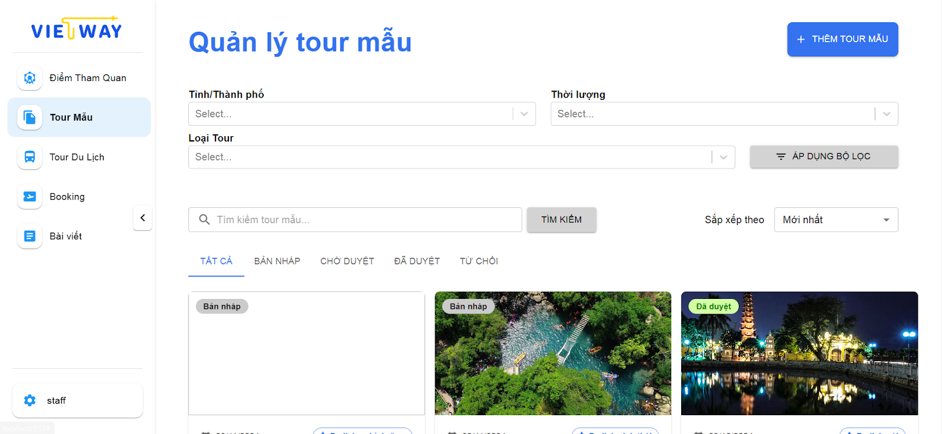 VIETWAY
Quản lý tour mẫu
THÊM TOUR MẪU
Điểm Tham Quan
Tour Mẫu
Tour Du Lịch
Booking
Bài viết
staff
Tỉnh/Thành phố
Select...
Thời lượng
Select...
Loại Tour
Select...
ÁP DỤNG BỘ LỌC
Tìm kiếm tour mẫu...
TÌM KIẾM
Sắp xếp theo
Mới nhất
TẤT CẢ
BẢN NHÁP
CHỜ DUYỆT
ĐÃ DUYỆT
TỪ CHỐI
Bản nháp
Bản nháp
Đã duyệt